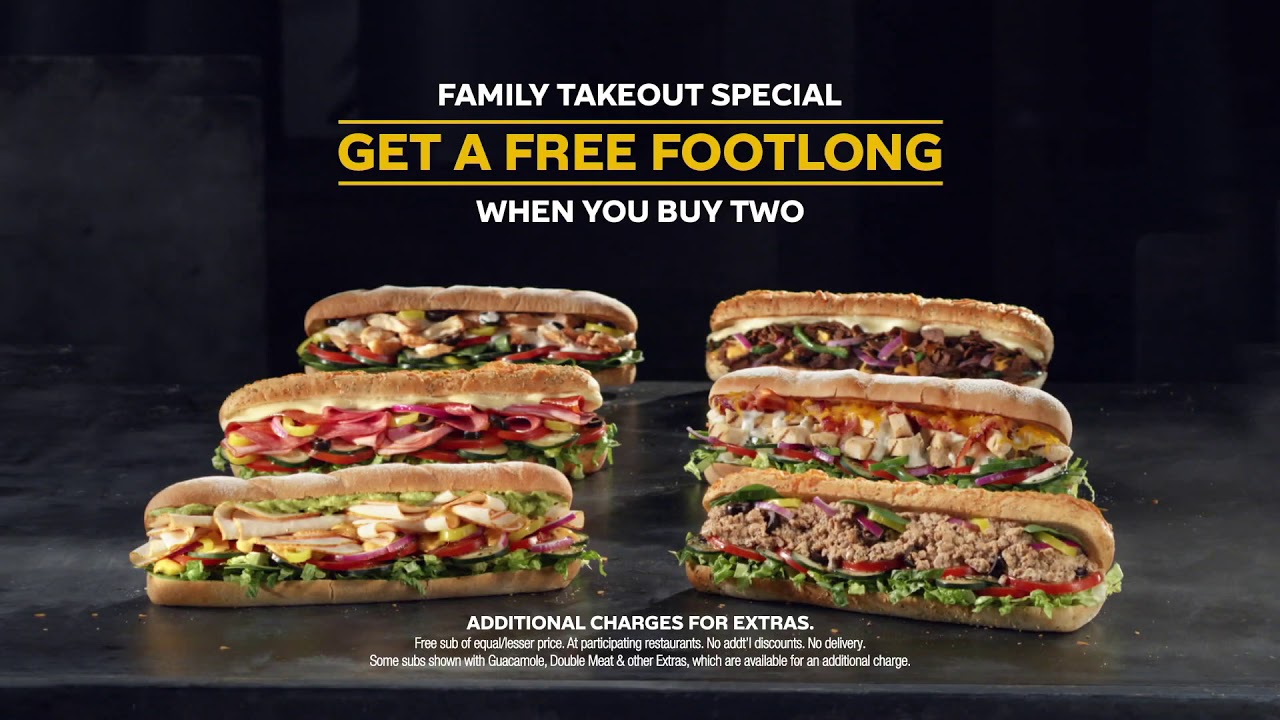 FAMILY TAKEOUT SPECIAL
GET A FREE FOOTLONG
WHEN YOU BUY TWO
ADDITIONAL CHARGES FOR EXTRAS.
Free sub of equal/lesser price. At participating restaurants. No addt'l discounts. No delivery.
Some subs shown with Guacamole, Double Meat & other Extras, which are available for an additional charge.